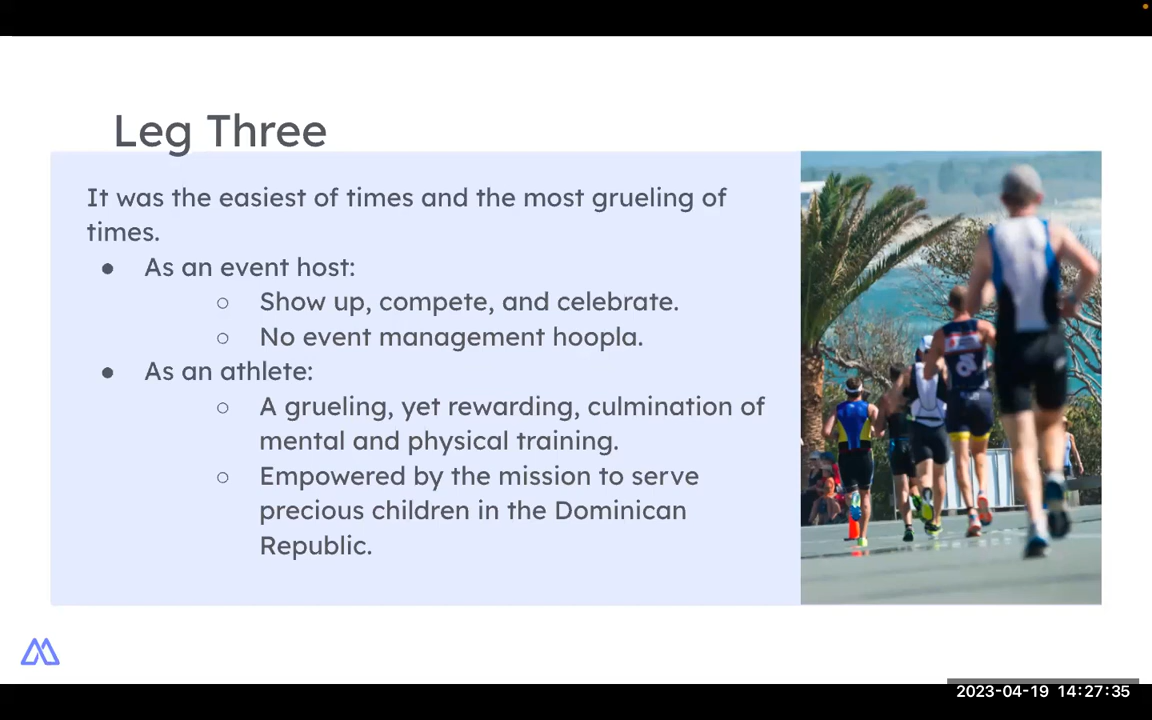 Leg Three
It was the easiest of times and the most grueling of
times.
● As an event host:
○ Show up, compete, and celebrate.
○ No event management hoopla.
● As an athlete:
○ A grueling, yet rewarding, culmination of
mental and physical training.
○ Empowered by the mission to serve
precious children in the Dominican
Republic.
2023-04-19 14:27:35